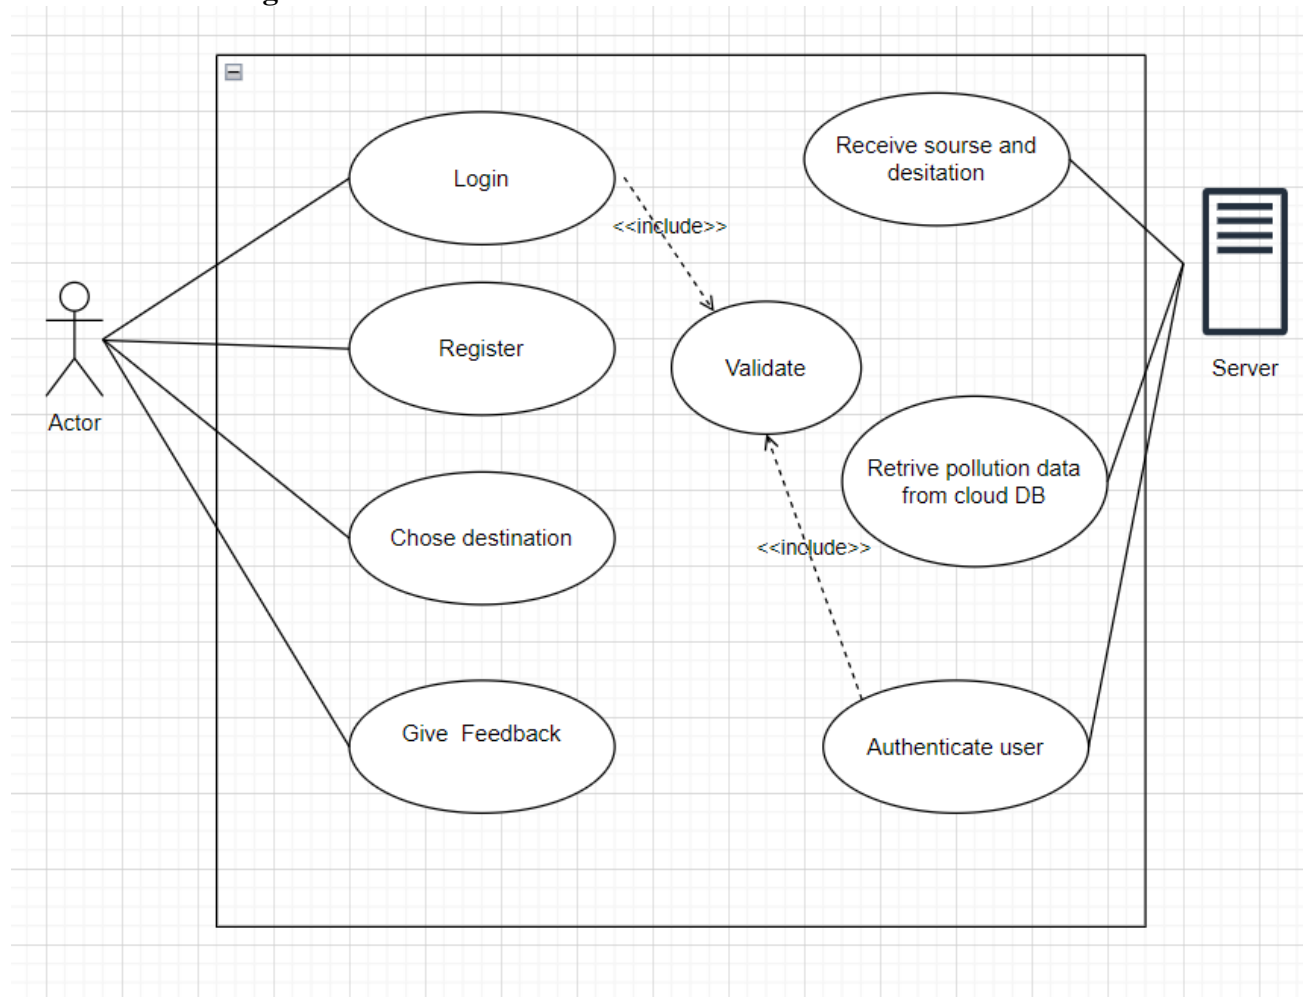 Login
<<include>>
Register
Chose destination
Give Feedback
Actor
Validate
Receive sourse and
desitation
Retrive pollution data
from cloud DB
<<include>>
Authenticate user
Server